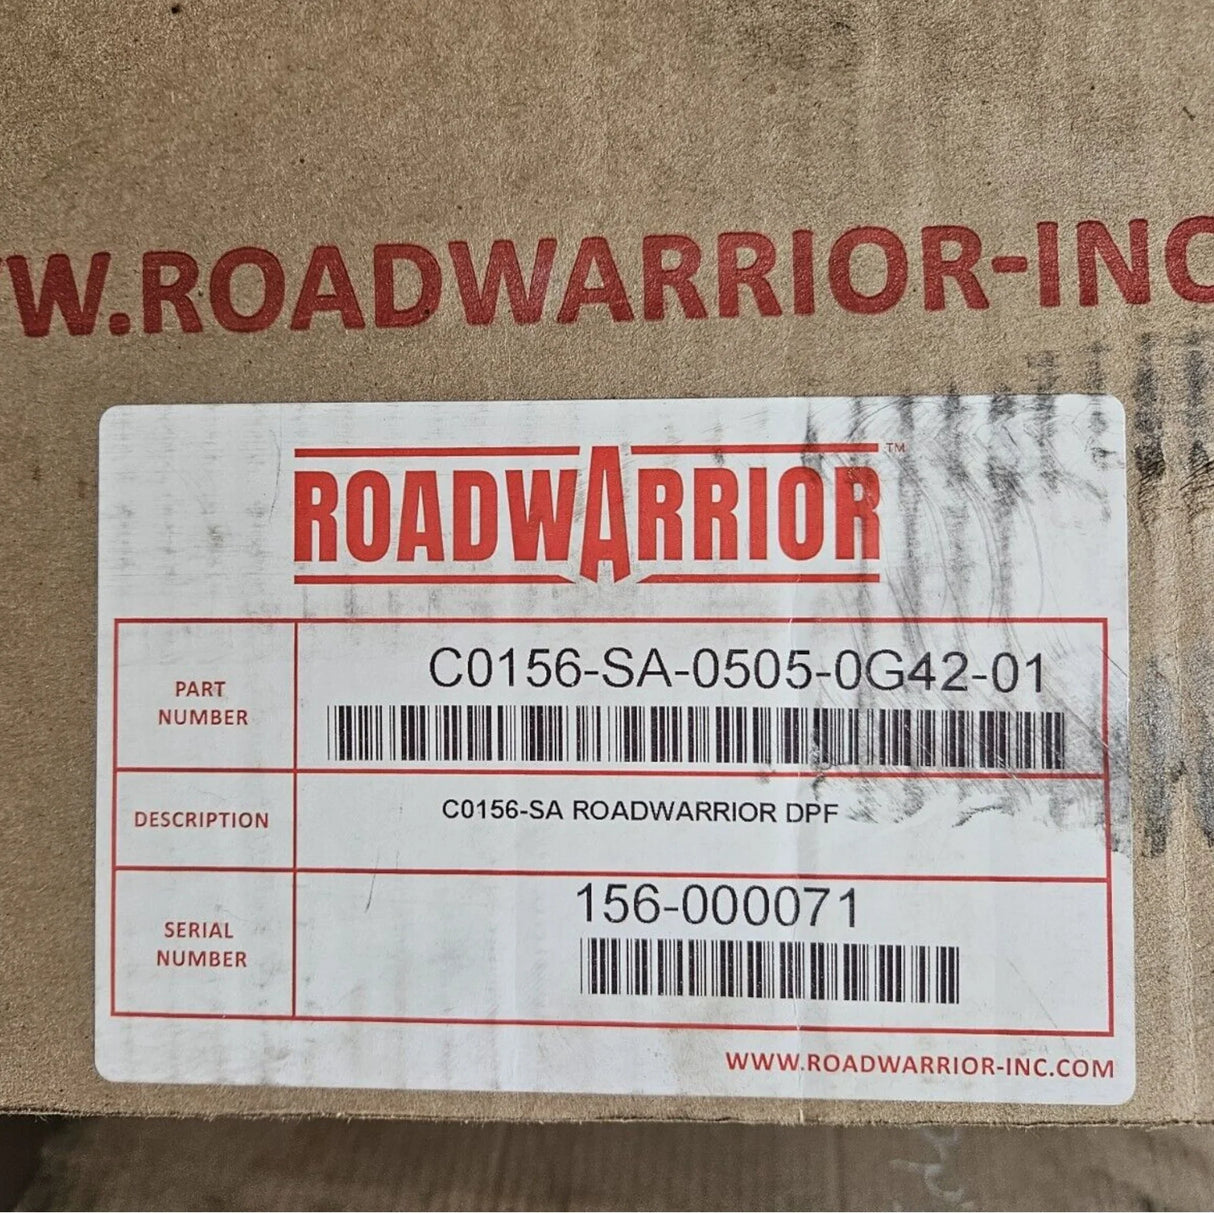 W.ROADWARRIOR-INC
ROADWARRIOR™
PART
NUMBER
C0156-SA-0505-0G42-01
DESCRIPTION
C0156-SA ROADWARRIOR DPF
SERIAL
NUMBER
156-000071
WWW.ROADWARRIOR-INC.COM